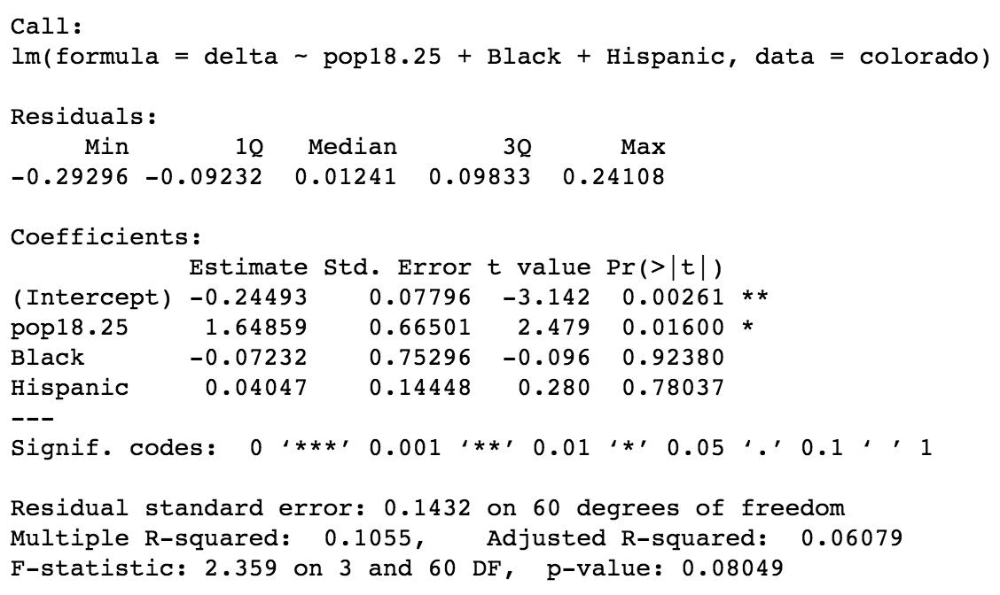 Call:
lm(formula = delta ~ pop18.25 + Black + Hispanic, data = colorado)
Residuals:
     Min       1Q   Median       3Q      Max
-0.29296 -0.09232  0.01241  0.09833  0.24108
Coefficients:
            Estimate Std. Error t value Pr(>|t|)
(Intercept) -0.24493    0.07796  -3.142  0.00261 **
pop18.25     1.64859    0.66501   2.479  0.01600 *
Black       -0.07232    0.75296  -0.096  0.92380
Hispanic     0.04047    0.14448   0.280  0.78037
---
Signif. codes:  0 ‘***’ 0.001 ‘**’ 0.01 ‘*’ 0.05 ‘.’ 0.1 ‘ ’ 1
Residual standard error: 0.1432 on 60 degrees of freedom
Multiple R-squared:  0.1055,    Adjusted R-squared:  0.06079
F-statistic: 2.359 on 3 and 60 DF,  p-value: 0.08049